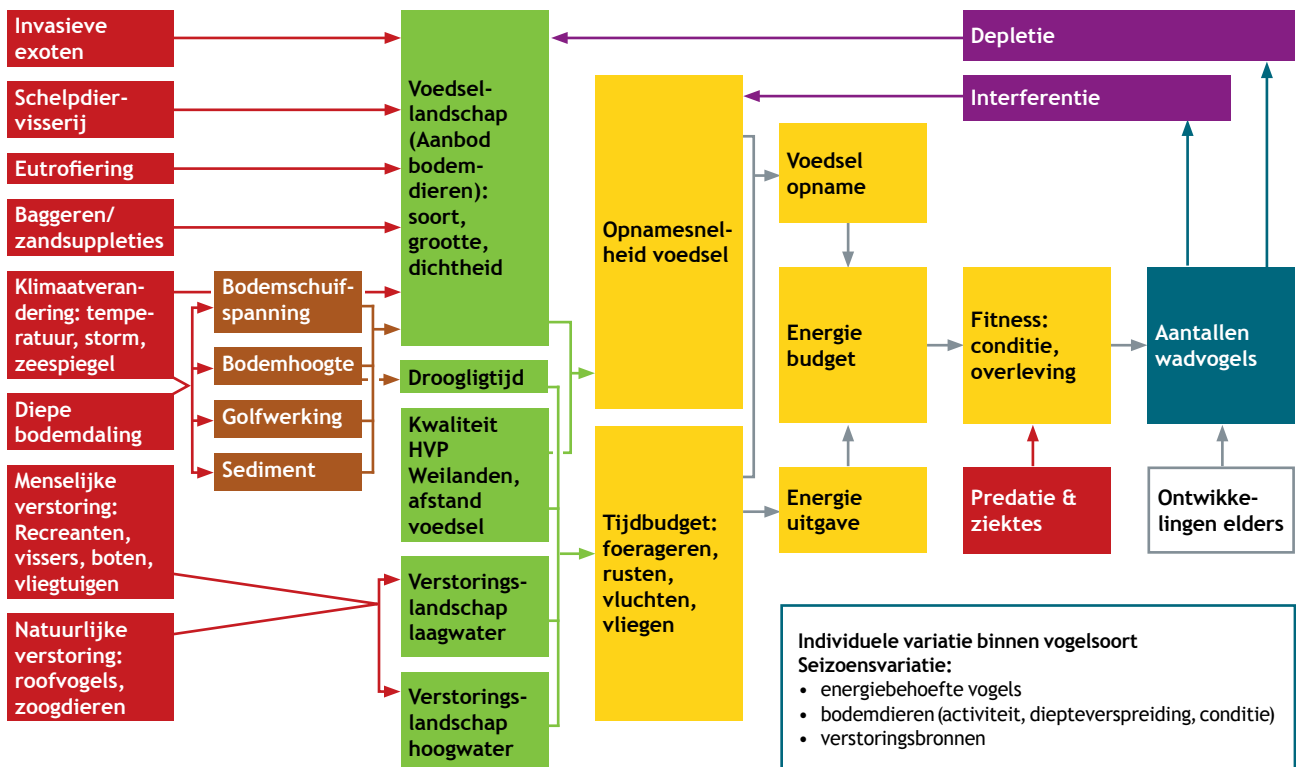 Invasieve
exoten
Schelpdier-
visserij
Eutrofiering
Baggeren/
zandsuppleties
Klimaatveran-
dering: tempe-
ratuur, storm,
zeespiegel
Diepe
bodemdaling
Menselijke
verstoring:
Recreanten,
vissers, boten,
vliegtuigen
Natuurlijke
verstoring:
roofvogels,
zoogdieren
Bodemschuif-
spanning
Bodemhoogte
Golfwerking
Sediment
Voedsel-
landschap
(Aanbod
bodem-
dieren):
soort,
grootte,
dichtheid
Droogligtijd
Kwaliteit
HVP
Weilanden,
afstand
voedsel
Verstorings-
landschap
laagwater
Verstorings-
landschap
hoogwater
Opnamesnel-
heid voedsel
Tijdbudget:
foerageren,
rusten,
vluchten,
vliegen
Voedsel
opname
Energie
budget
Energie
uitgave
Depletie
Interferentie
Fitness:
conditie,
overleving
Predatie &
ziektes
Aantallen
wadvogels
Ontwikke-
lingen elders
Individuele variatie binnen vogelsoort
Seizoensvariatie:
• energiebehoefte vogels
• bodemdieren (activiteit, diepteverspreiding, conditie)
• verstoringsbronnen